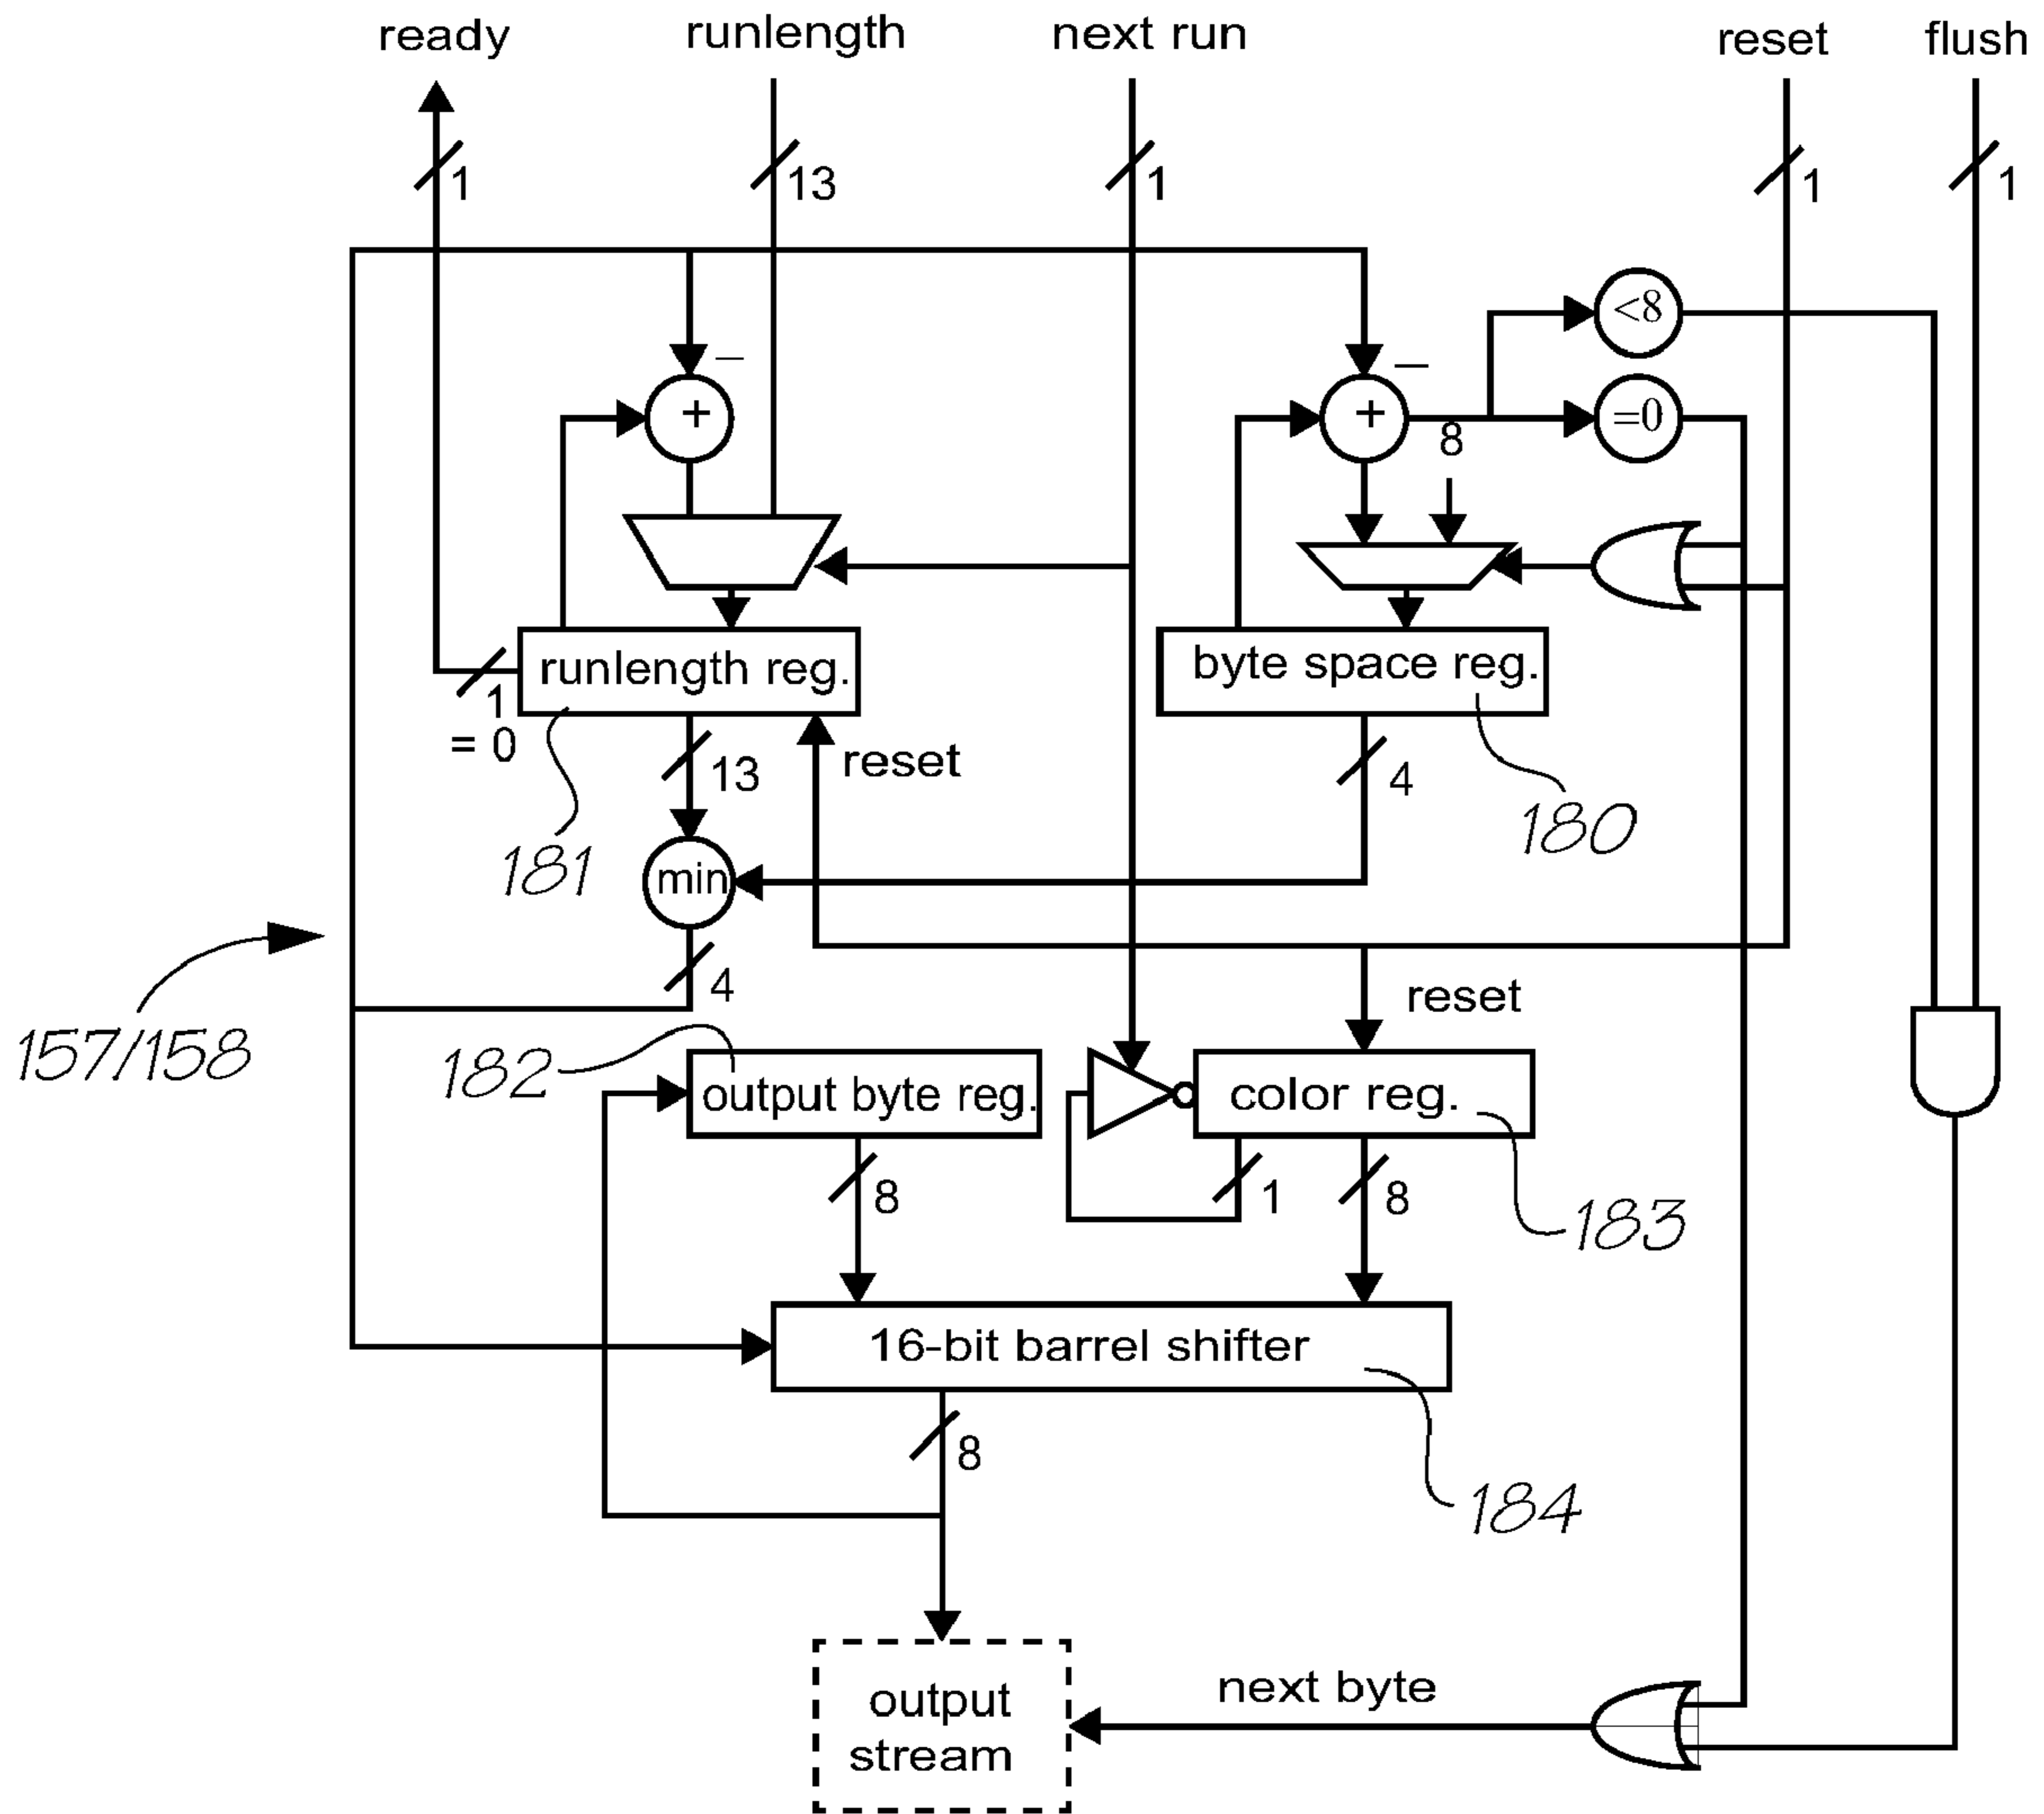 ready
runlength
next run
reset
flush
1
13
1
1
1
<8
–
–
+
+
=0
8
runlength reg.
byte space reg.
1
= 0
13
reset
4
181
180
min
4
reset
157/158
182
output byte reg.
color reg.
8
1
8
183
16-bit barrel shifter
8
184
next byte
output
stream